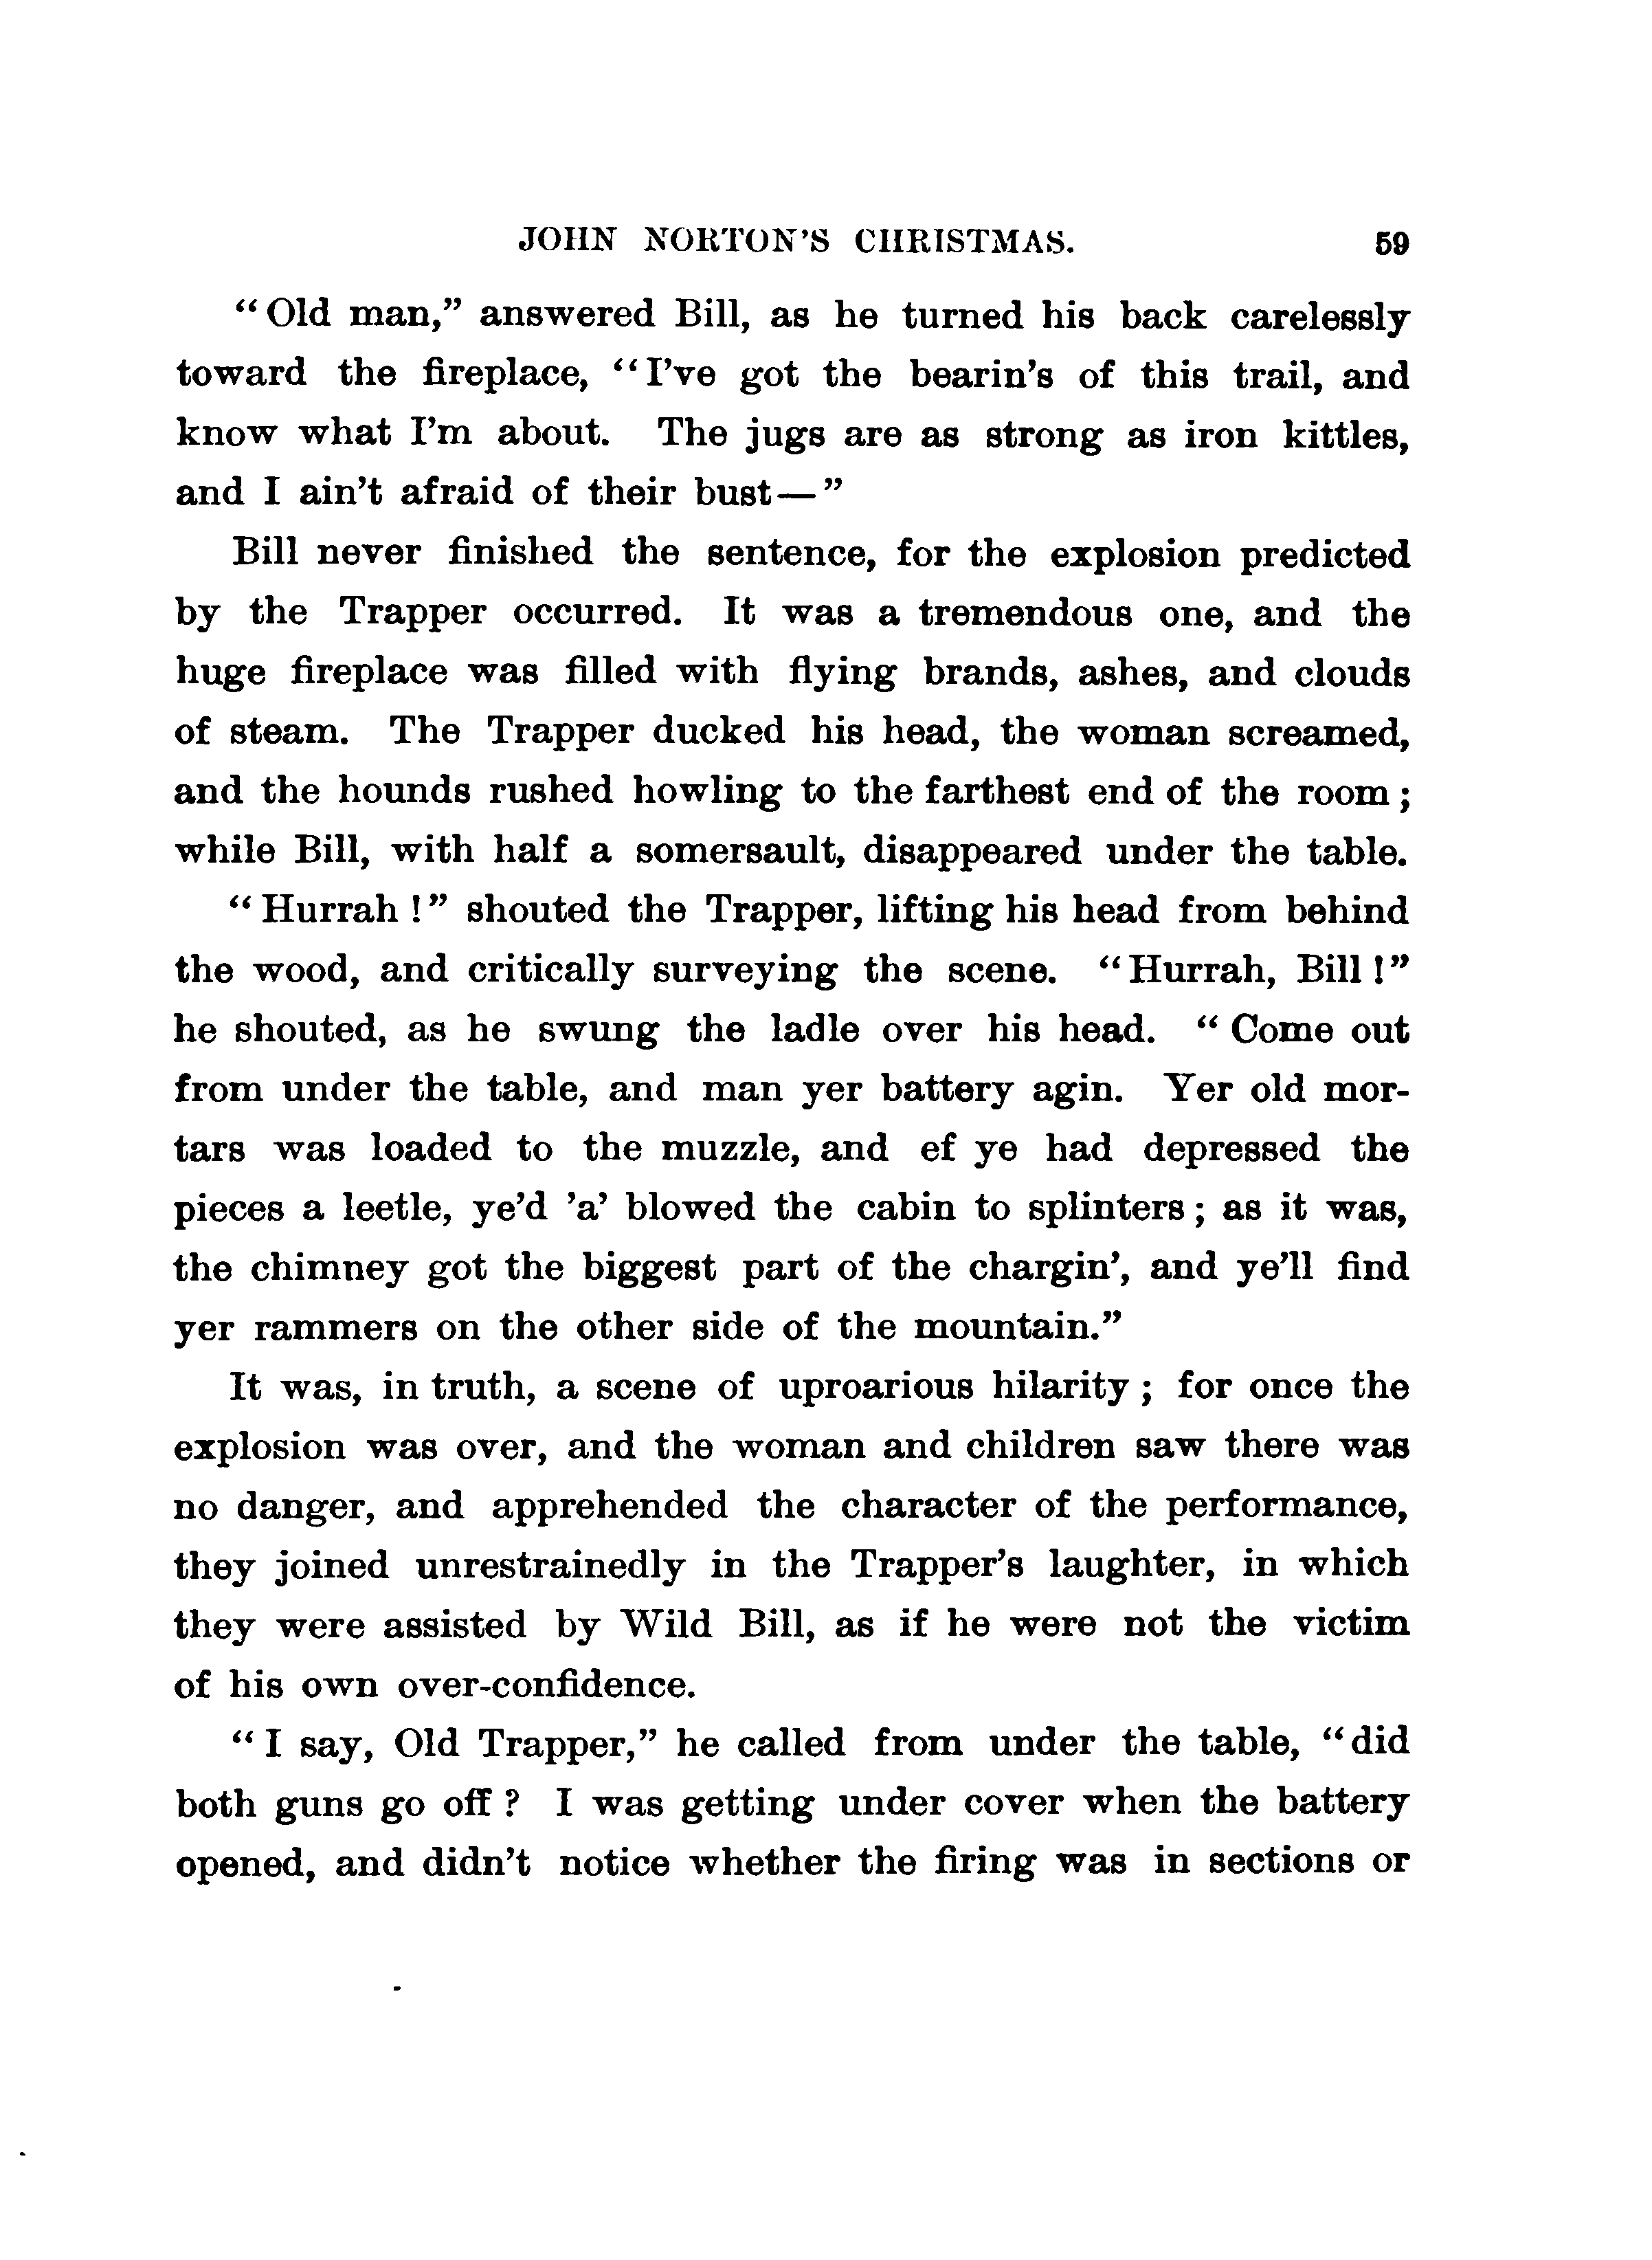 JOHN NORTON'S CHRISTMAS. 59
“Old man,” answered Bill, as he turned his back carelessly
toward the fireplace, “I've got the bearin's of this trail, and
know what I'm about. The jugs are as strong as iron kittles,
and I ain't afraid of their bust—”
Bill never finished the sentence, for the explosion predicted
by the Trapper occurred. It was a tremendous one, and the
huge fireplace was filled with flying brands, ashes, and clouds
of steam. The Trapper ducked his head, the woman screamed,
and the hounds rushed howling to the farthest end of the room;
while Bill, with half a somersault, disappeared under the table.
“Hurrah!” shouted the Trapper, lifting his head from behind
the wood, and critically surveying the scene. “Hurrah, Bill!”
he shouted, as he swung the ladle over his head. “Come out
from under the table, and man yer battery agin. Yer old mor-
tars was loaded to the muzzle, and ef ye had depressed the
pieces a leetle, ye'd 'a' blowed the cabin to splinters; as it was,
the chimney got the biggest part of the chargin', and ye'll find
yer rammers on the other side of the mountain.”
It was, in truth, a scene of uproarious hilarity; for once the
explosion was over, and the woman and children saw there was
no danger, and apprehended the character of the performance,
they joined unrestrainedly in the Trapper's laughter, in which
they were assisted by Wild Bill, as if he were not the victim
of his own over-confidence.
“I say, Old Trapper,” he called from under the table, “did
both guns go off? I was getting under cover when the battery
opened, and didn't notice whether the firing was in sections or